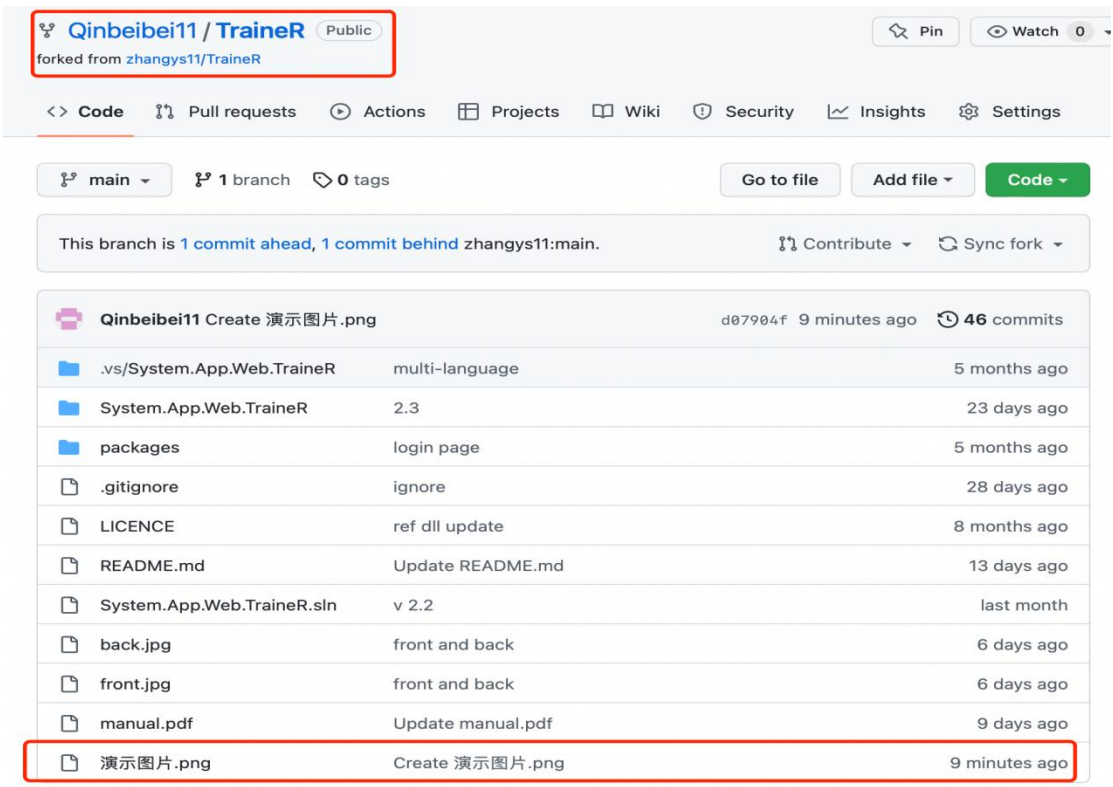 Qinbeibei11 / TraineR Public Pin Watch 0
forked from zhangys11/TraineR
<> Code Pull requests Actions Projects Wiki Security Insights Settings
main 1 branch 0 tags Go to file Add file Code
This branch is 1 commit ahead, 1 commit behind zhangys11:main. Contribute Sync fork
Qinbeibei11 Create 演示图片.png d07904f 9 minutes ago 46 commits
.vs/System.App.Web.TraineR multi-language 5 months ago
System.App.Web.TraineR 2.3 23 days ago
packages login page 5 months ago
.gitignore ignore 28 days ago
LICENCE ref dll update 8 months ago
README.md Update README.md 13 days ago
System.App.Web.TraineR.sln v 2.2 last month
back.jpg front and back 6 days ago
front.jpg front and back 6 days ago
manual.pdf Update manual.pdf 9 days ago
演示图片.png Create 演示图片.png 9 minutes ago